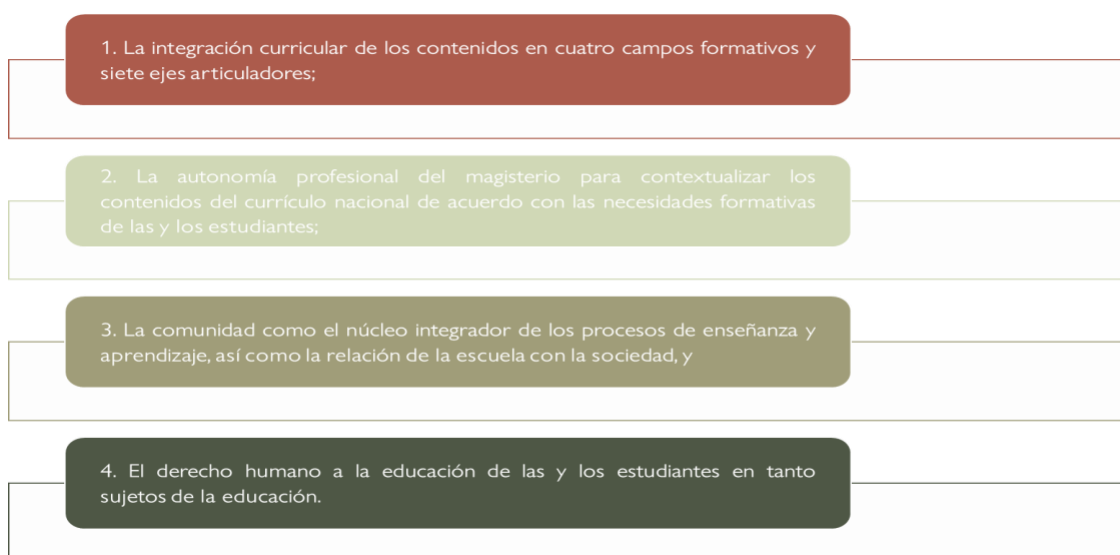 1. La integración curricular de los contenidos en cuatro campos formativos y
siete ejes articuladores;
2. La autonomía profesional del magisterio para contextualizar los
contenidos del currículo nacional de acuerdo con las necesidades formativas
de las y los estudiantes;
3. La comunidad como el núcleo integrador de los procesos de enseñanza y
aprendizaje, así como la relación de la escuela con la sociedad, y
4. El derecho humano a la educación de las y los estudiantes en tanto
sujetos de la educación.